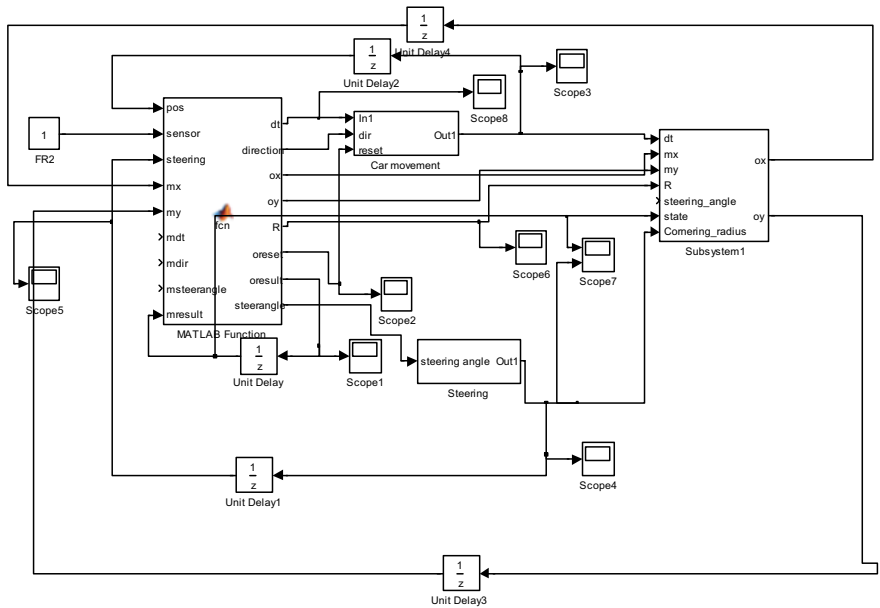 1
z
Unit Delay4
1
z
Unit Delay2
Scope3
Scope8
pos
sensor
steering
mx
my
mdt
mdir
msteerangle
mresult
fcn
dt
direction
ox
oy
R
oreset
oresult
steerangle
MATLAB Function
1
FR2
In1
dir
reset
Out1
Car movement
dt
mx
my
R
steering_angle
state
Cornering_radius
ox
oy
Subsystem1
Scope6
Scope7
Scope5
Scope2
1
z
Unit Delay
Scope1
steering angle Out1
Steering
Scope4
1
z
Unit Delay1
1
z
Unit Delay3